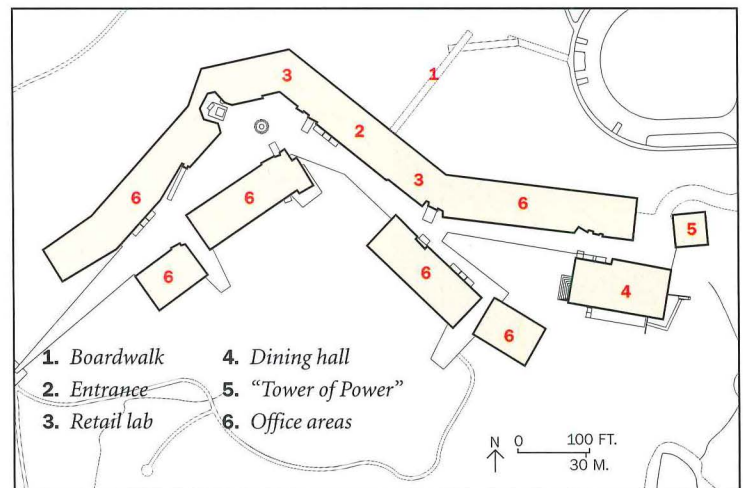 3
1
2
3
6
6
6
5
6
6
4
6
1. Boardwalk
2. Entrance
3. Retail lab
4. Dining hall
5. “Tower of Power”
6. Office areas
N
0 100 FT.
30 M.